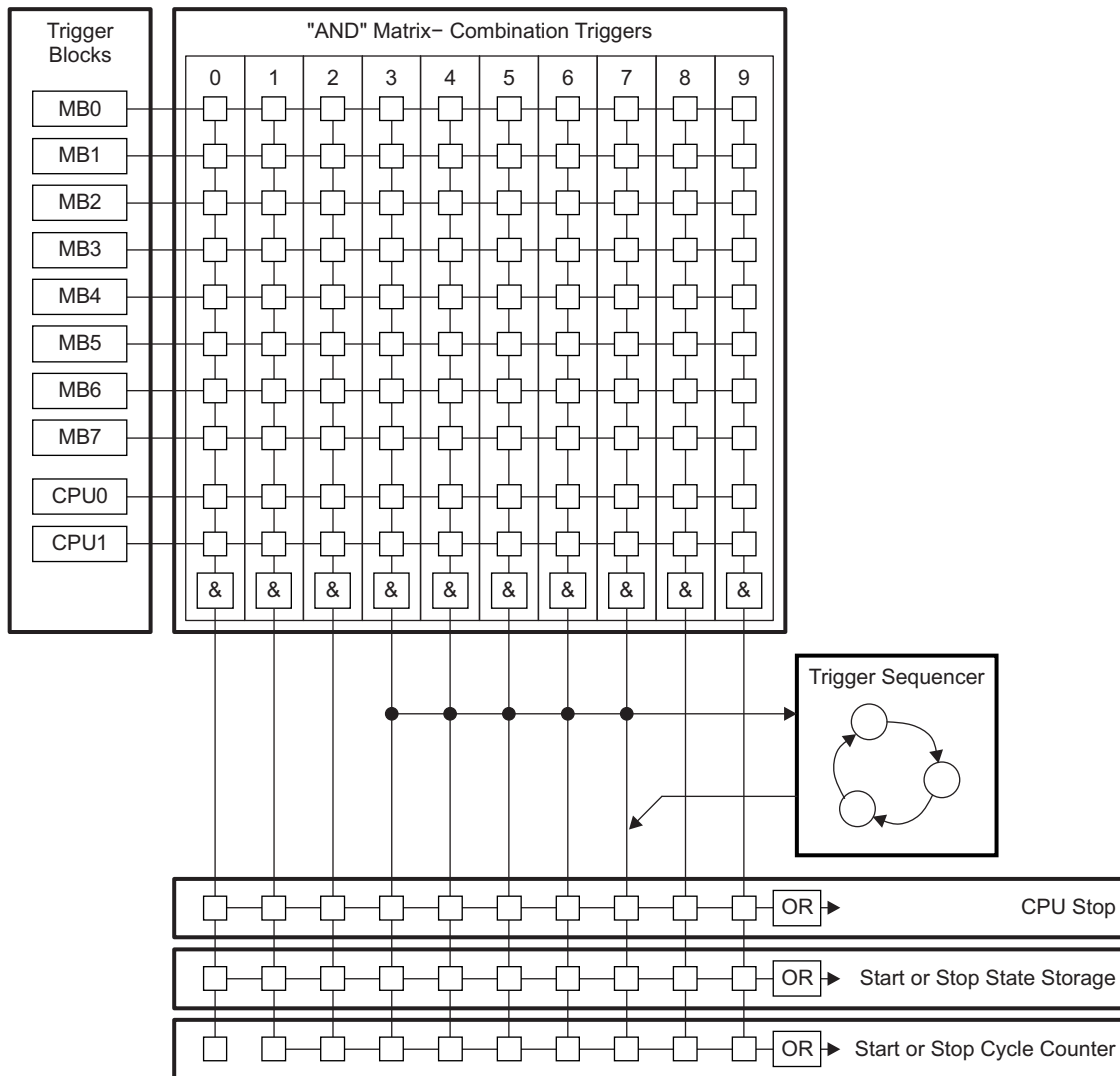 Trigger
Blocks
"AND" Matrix− Combination Triggers
0 1 2 3 4 5 6 7 8 9
MB0
MB1
MB2
MB3
MB4
MB5
MB6
MB7
CPU0
CPU1
& & & & & & & & & &
Trigger Sequencer
OR CPU Stop
OR Start or Stop State Storage
OR Start or Stop Cycle Counter